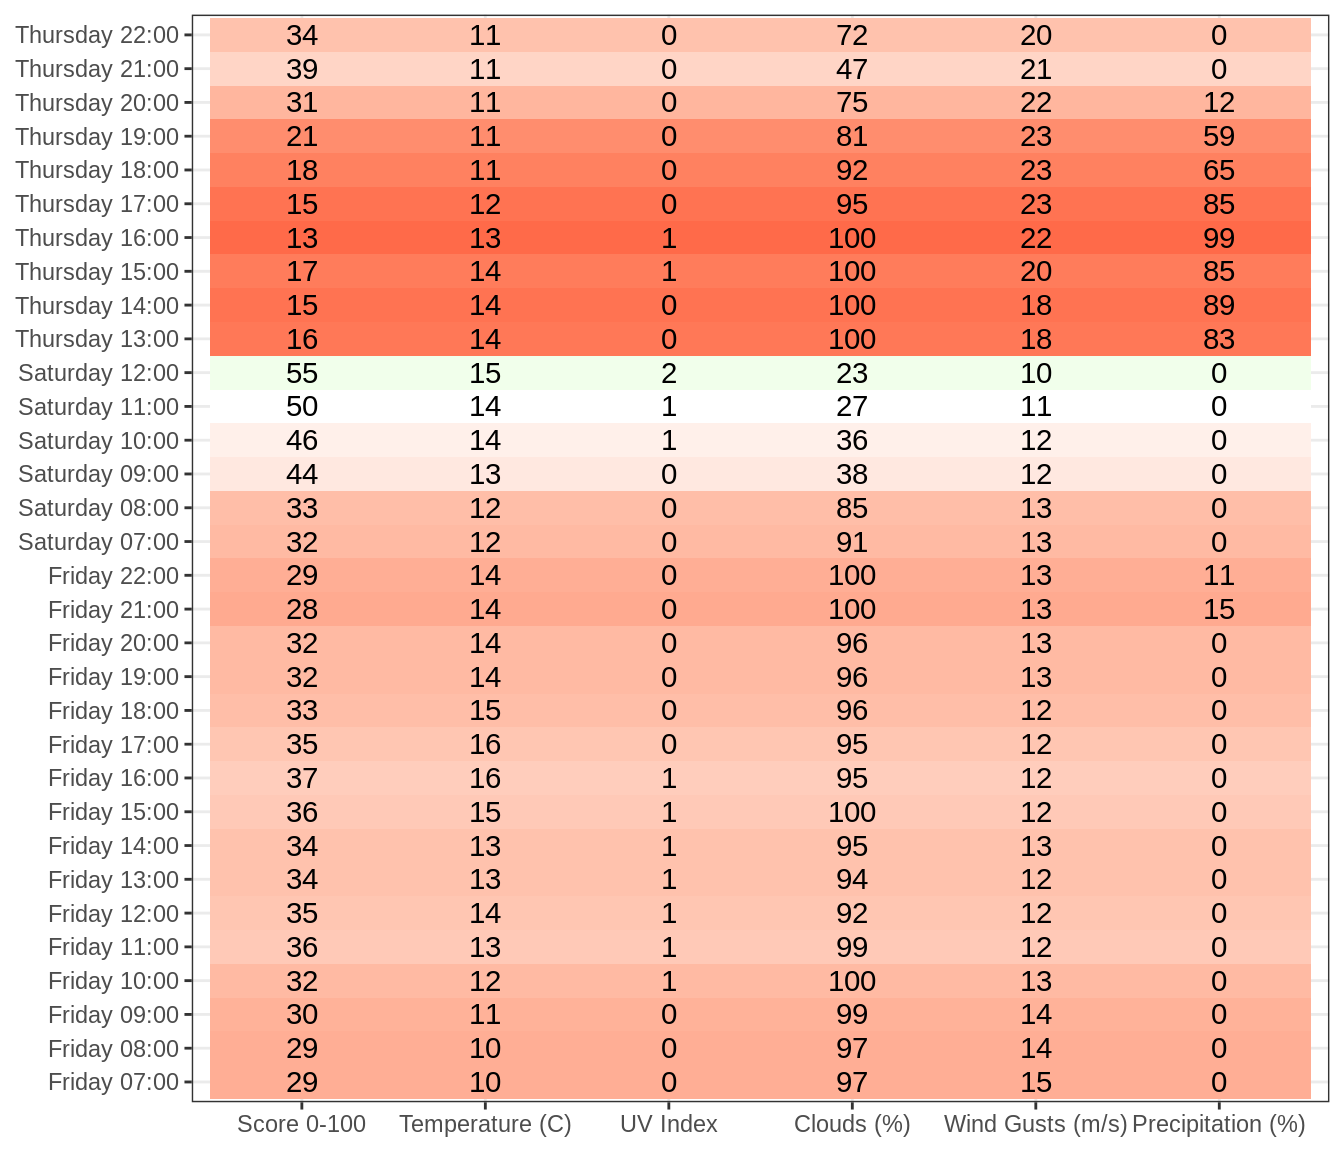 Thursday 22:00 34 11 0 72 20 0
Thursday 21:00 39 11 0 47 21 0
Thursday 20:00 31 11 0 75 22 12
Thursday 19:00 21 11 0 81 23 59
Thursday 18:00 18 11 0 92 23 65
Thursday 17:00 15 12 0 95 23 85
Thursday 16:00 13 13 1 100 22 99
Thursday 15:00 17 14 1 100 20 85
Thursday 14:00 15 14 0 100 18 89
Thursday 13:00 16 14 0 100 18 83
Saturday 12:00 55 15 2 23 10 0
Saturday 11:00 50 14 1 27 11 0
Saturday 10:00 46 14 1 36 12 0
Saturday 09:00 44 13 0 38 12 0
Saturday 08:00 33 12 0 85 13 0
Saturday 07:00 32 12 0 91 13 0
Friday 22:00 29 14 0 100 13 11
Friday 21:00 28 14 0 100 13 15
Friday 20:00 32 14 0 96 13 0
Friday 19:00 32 14 0 96 13 0
Friday 18:00 33 15 0 96 12 0
Friday 17:00 35 16 0 95 12 0
Friday 16:00 37 16 1 95 12 0
Friday 15:00 36 15 1 100 12 0
Friday 14:00 34 13 1 95 13 0
Friday 13:00 34 13 1 94 12 0
Friday 12:00 35 14 1 92 12 0
Friday 11:00 36 13 1 99 12 0
Friday 10:00 32 12 1 100 13 0
Friday 09:00 30 11 0 99 14 0
Friday 08:00 29 10 0 97 14 0
Friday 07:00 29 10 0 97 15 0
Score 0-100 Temperature (C) UV Index Clouds (%) Wind Gusts (m/s) Precipitation (%)